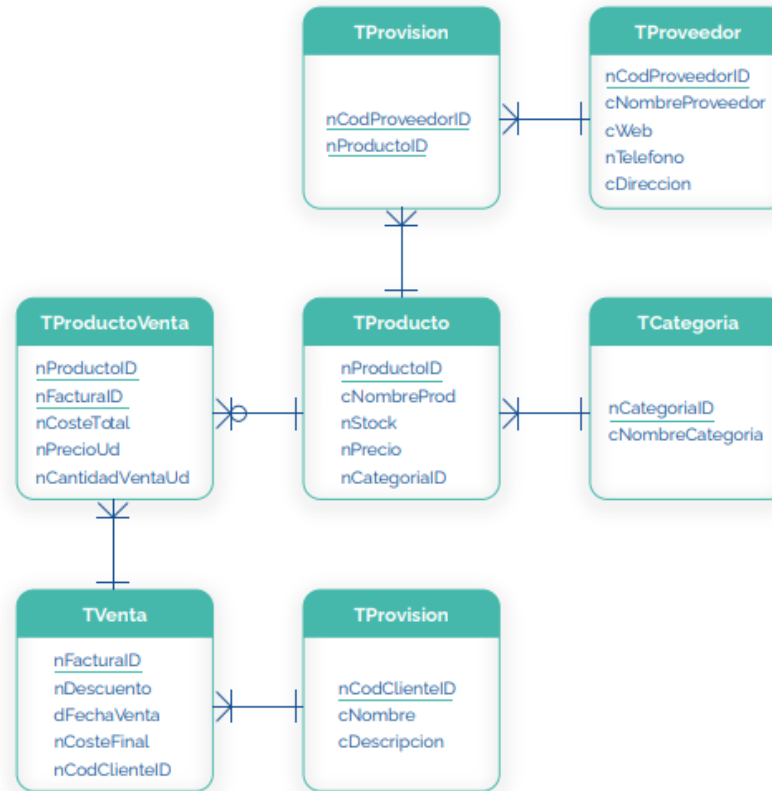 TProvision
nCodProveedorID
nProductoID
TProveedor
nCodProveedorID
cNombreProveedor
cWeb
nTelefono
cDireccion
TProductoVenta
nProductoID
nFacturaID
nCosteTotal
nPrecioUd
nCantidadVentaUd
TProducto
nProductoID
cNombreProd
nStock
nPrecio
nCategoriaID
TCategoria
nCategoriaID
cNombreCategoria
TVenta
nFacturaID
nDescuento
dFechaVenta
nCosteFinal
nCodClienteID
TProvision
nCodClienteID
cNombre
cDescripcion